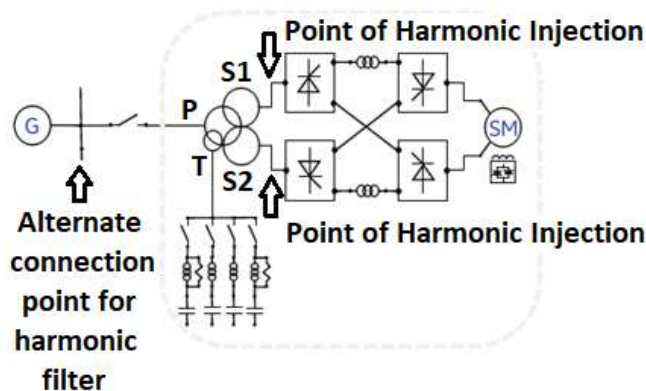 Point of Harmonic Injection
S1
P
G
SM
T
S2
Alternate
connection
point for
harmonic
filter
Point of Harmonic Injection